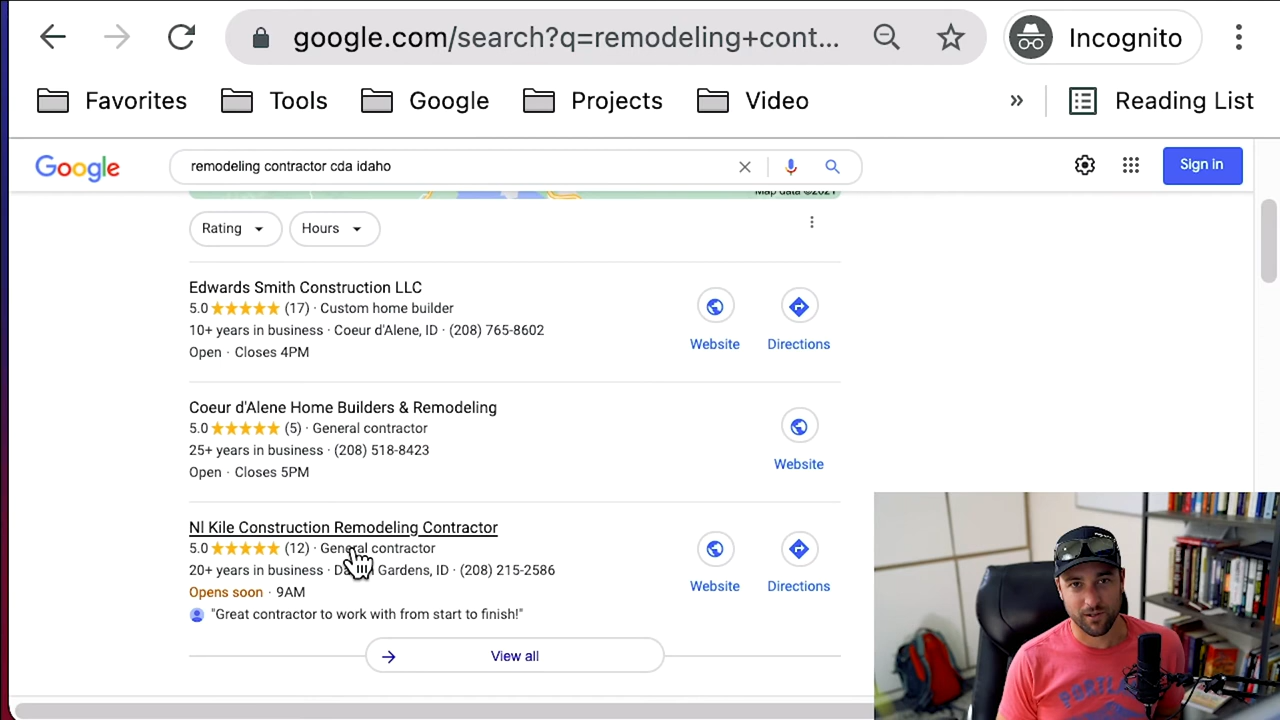 google.com/search?q=remodeling+cont...
Incognito
Favorites
Tools
Google
Projects
Video
»
Reading List
Google
remodeling contractor cda idaho
Sign in
Map data ©2021
Rating
Hours
Edwards Smith Construction LLC
5.0 (17) · Custom home builder
10+ years in business · Coeur d'Alene, ID · (208) 765-8602
Open · Closes 4PM
Website
Directions
Coeur d'Alene Home Builders & Remodeling
5.0 (5) · General contractor
25+ years in business · (208) 518-8423
Open · Closes 5PM
Website
Nl Kile Construction Remodeling Contractor
5.0 (12) · General contractor
20+ years in business · Gardens, ID · (208) 215-2586
Opens soon · 9AM
"Great contractor to work with from start to finish!"
Website
Directions
View all
PORTLAND